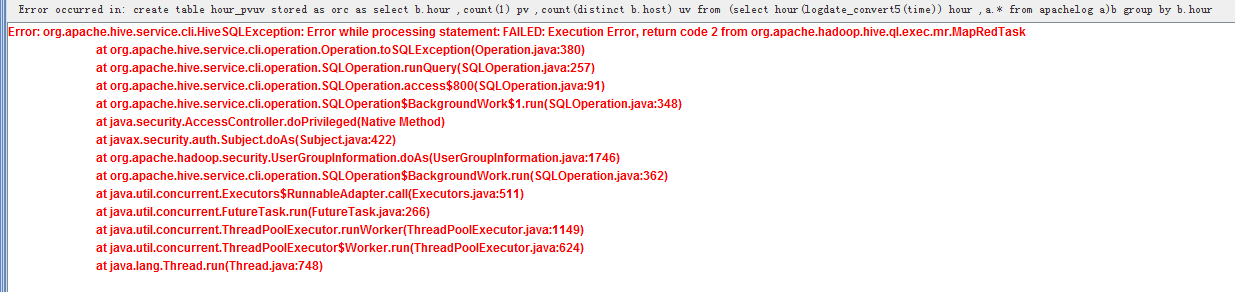 Error occurred in: create table hour_pvuv stored as orc as select b.hour ,count(1) pv ,count(distinct b.host) uv from (select hour(logdate_convert5(time)) hour ,a.* from apachelog a)b group by b.hour
Error: org.apache.hive.service.cli.HiveSQLException: Error while processing statement: FAILED: Execution Error, return code 2 from org.apache.hadoop.hive.ql.exec.mr.MapRedTask
at org.apache.hive.service.cli.operation.Operation.toSQLException(Operation.java:380)
at org.apache.hive.service.cli.operation.SQLOperation.runQuery(SQLOperation.java:257)
at org.apache.hive.service.cli.operation.SQLOperation.access$800(SQLOperation.java:91)
at org.apache.hive.service.cli.operation.SQLOperation$BackgroundWork$1.run(SQLOperation.java:348)
at java.security.AccessController.doPrivileged(Native Method)
at javax.security.auth.Subject.doAs(Subject.java:422)
at org.apache.hadoop.security.UserGroupInformation.doAs(UserGroupInformation.java:1746)
at org.apache.hive.service.cli.operation.SQLOperation$BackgroundWork.run(SQLOperation.java:362)
at java.util.concurrent.Executors$RunnableAdapter.call(Executors.java:511)
at java.util.concurrent.FutureTask.run(FutureTask.java:266)
at java.util.concurrent.ThreadPoolExecutor.runWorker(ThreadPoolExecutor.java:1149)
at java.util.concurrent.ThreadPoolExecutor$Worker.run(ThreadPoolExecutor.java:624)
at java.lang.Thread.run(Thread.java:748)